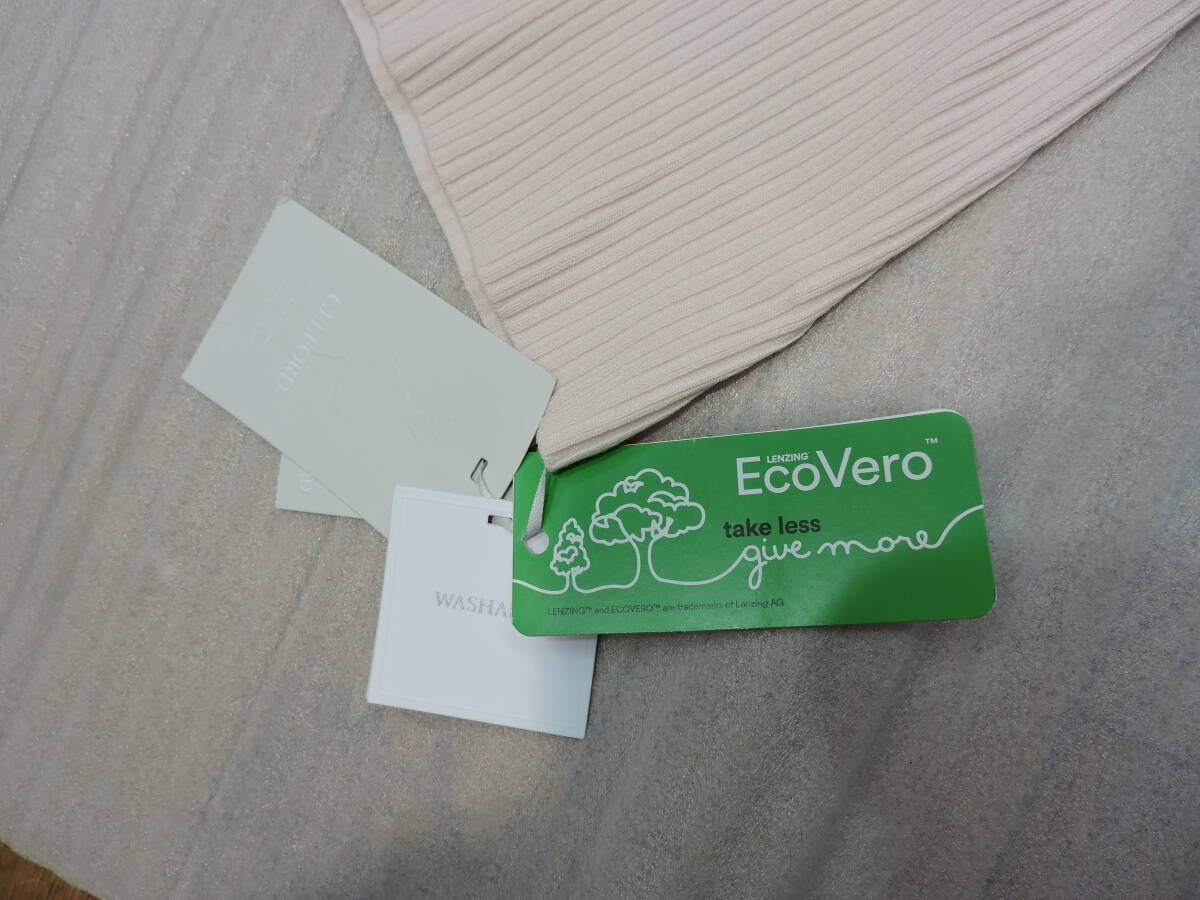 CELFORD
D
WASHA
LENZING
EcoVero™
take less
give more
LENZING™ and ECOVERO™ are trademarks of Lenzing AG